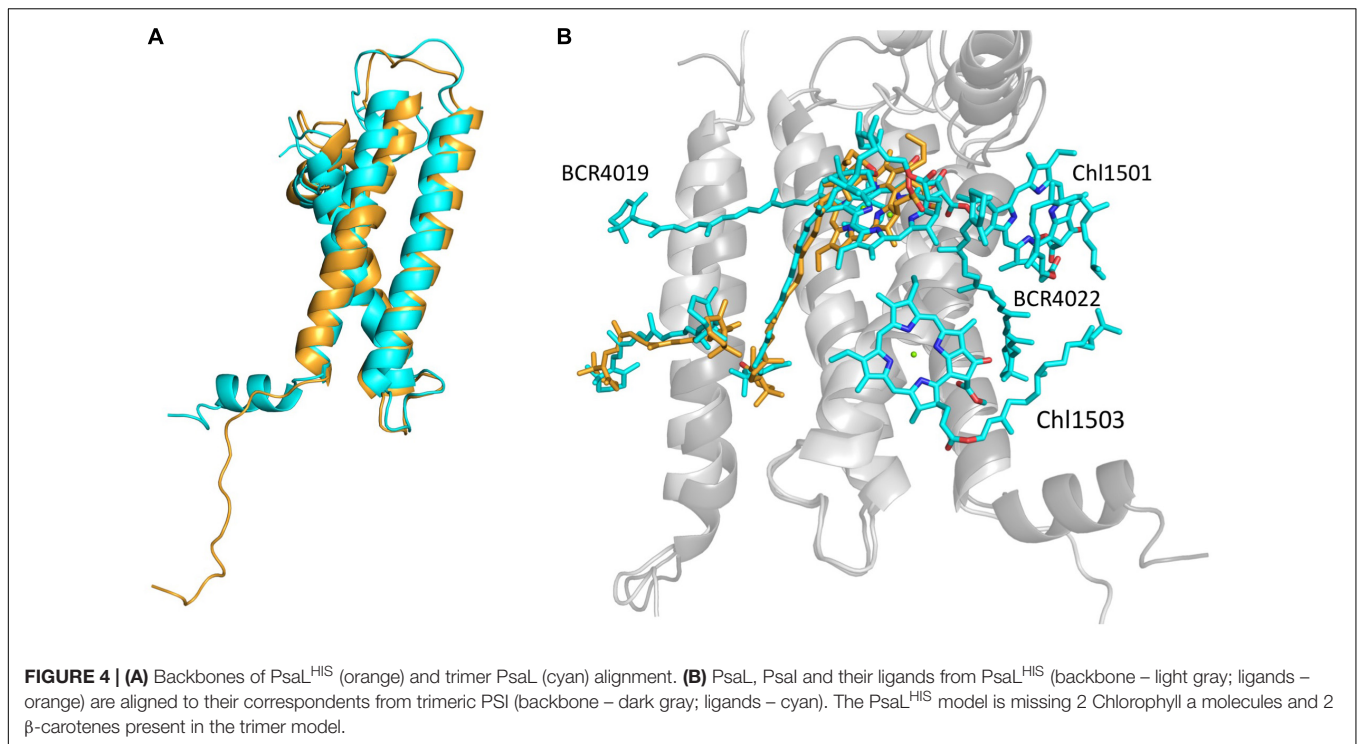 A
B
BCR4019
Chl1501
BCR4022
Chl1503
FIGURE 4 | (A) Backbones of PsaL^HIS (orange) and trimer PsaL (cyan) alignment. (B) PsaL, PsaI and their ligands from PsaL^HIS (backbone – light gray; ligands –
orange) are aligned to their correspondents from trimeric PSI (backbone – dark gray; ligands – cyan). The PsaL^HIS model is missing 2 Chlorophyll a molecules and 2
β-carotenes present in the trimer model.